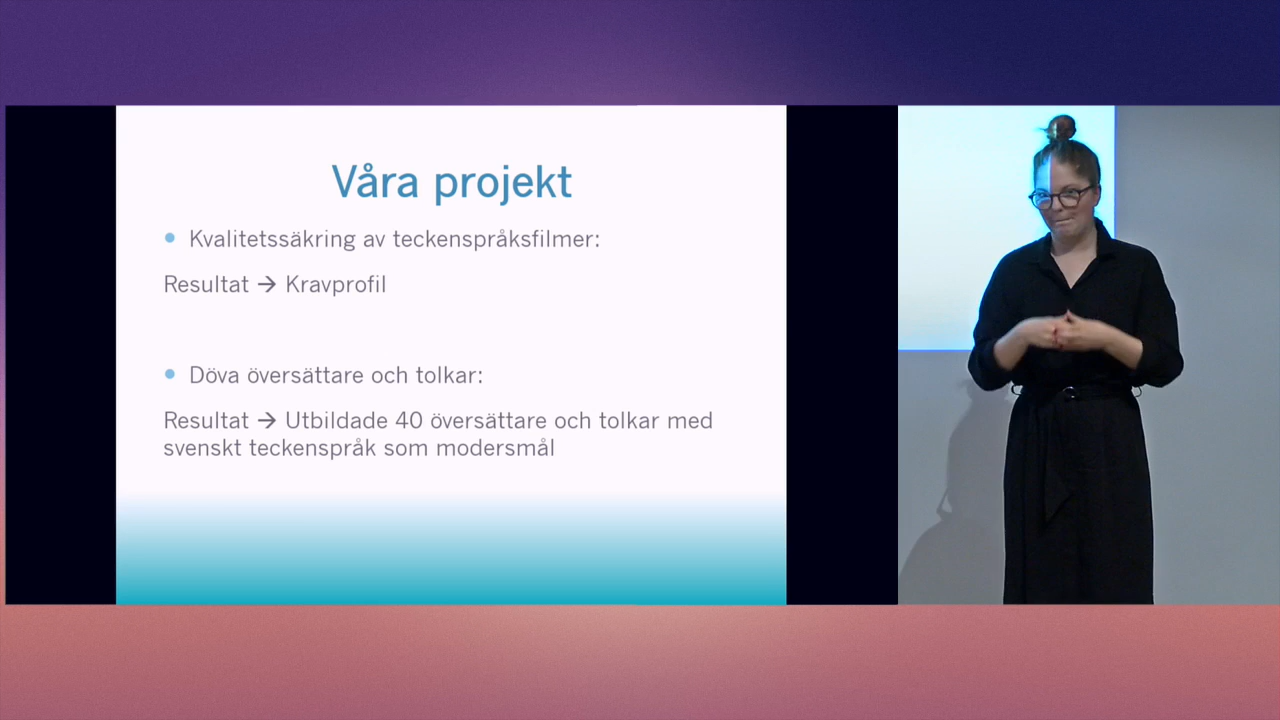 Våra projekt
• Kvalitetssäkring av teckenspråksfilmer:
Resultat → Kravprofil
• Döva översättare och tolkar:
Resultat → Utbildade 40 översättare och tolkar med
svenskt teckenspråk som modersmål